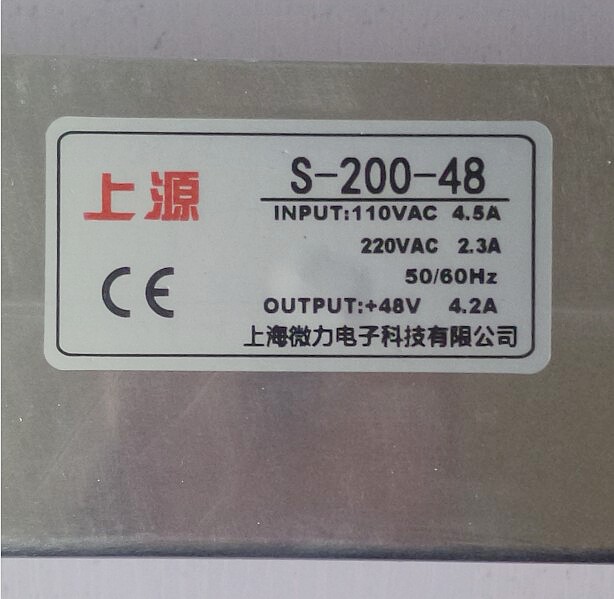 上源
S-200-48
INPUT:110VAC 4.5A
220VAC 2.3A
50/60Hz
CE
OUTPUT:+48V 4.2A
上海微力电子科技有限公司